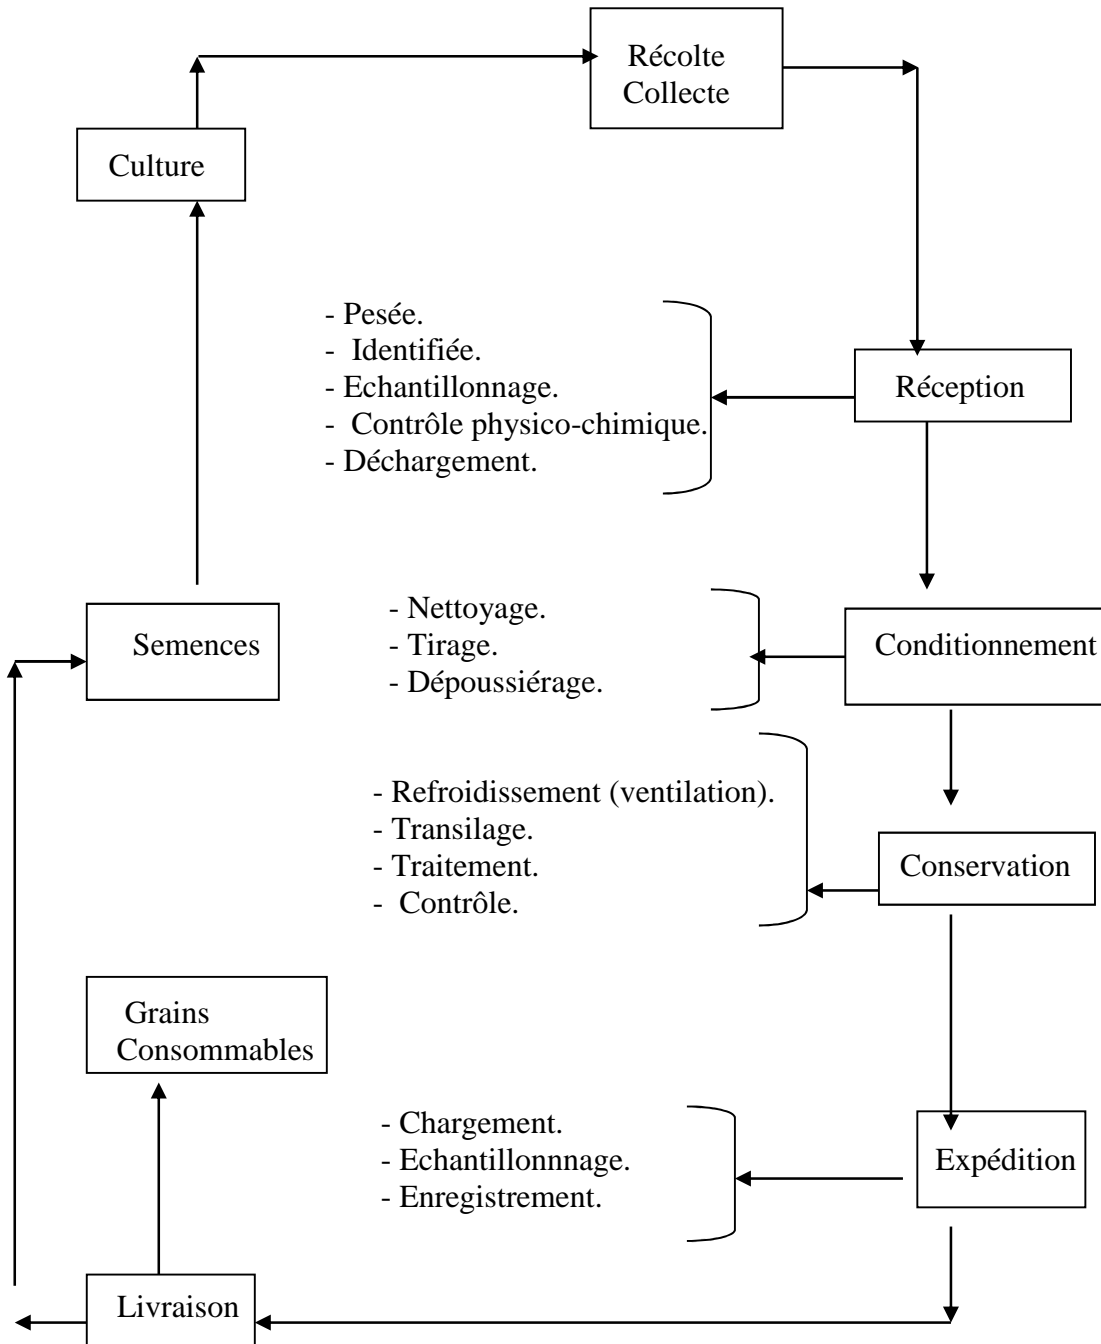 Récolte
Collecte
Culture
- Pesée.
-  Identifiée.
- Echantillonnage.
-  Contrôle physico-chimique.
- Déchargement.
Réception
Semences
- Nettoyage.
- Tirage.
- Dépoussiérage.
Conditionnement
- Refroidissement (ventilation).
- Transilage.
- Traitement.
-  Contrôle.
Conservation
Grains
Consommables
- Chargement.
- Echantillonnnage.
- Enregistrement.
Expédition
Livraison